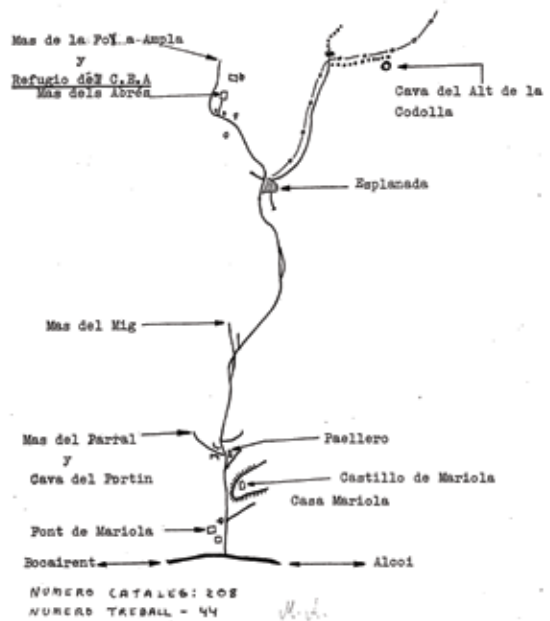 Mas de la Foya-Ampla
y
Refugio del C.E.A
Mas dels Abrés
Cava del Alt de la
Codolla
Esplanada
Mas del Mig
Mas del Parral
y
Cava del Portin
Paellero
Castillo de Mariola
Casa Mariola
Font de Mariola
Bocairent
Alcoi
NUMERO CATALEG: 208
NUMERO TREBALL - 44